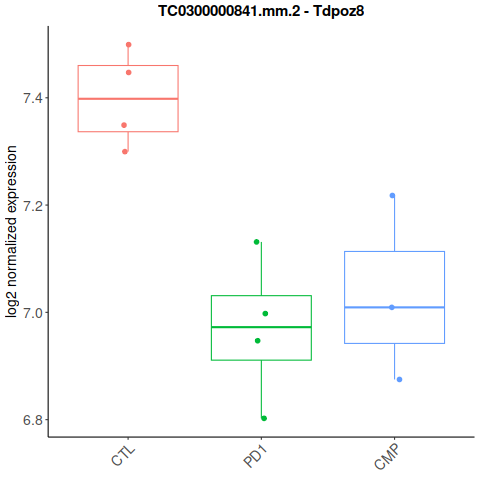 TC0300000841.mm.2 - Tdpoz8
log2 normalized expression
7.4
7.2
7.0
6.8
CTL
PD1
CMP